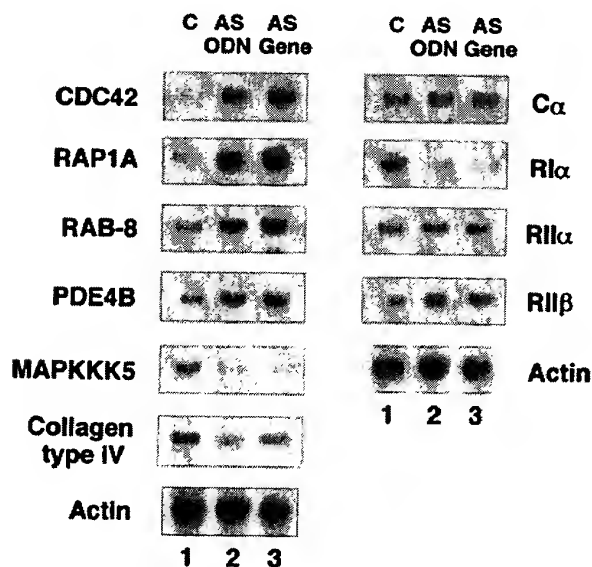 C AS ODN AS Gene
CDC42
RAP1A
RAB-8
PDE4B
MAPKKK5
Collagen
type IV
Actin
1 2 3
C AS ODN AS Gene
Cα
RIα
RIIα
RIIβ
Actin
1 2 3